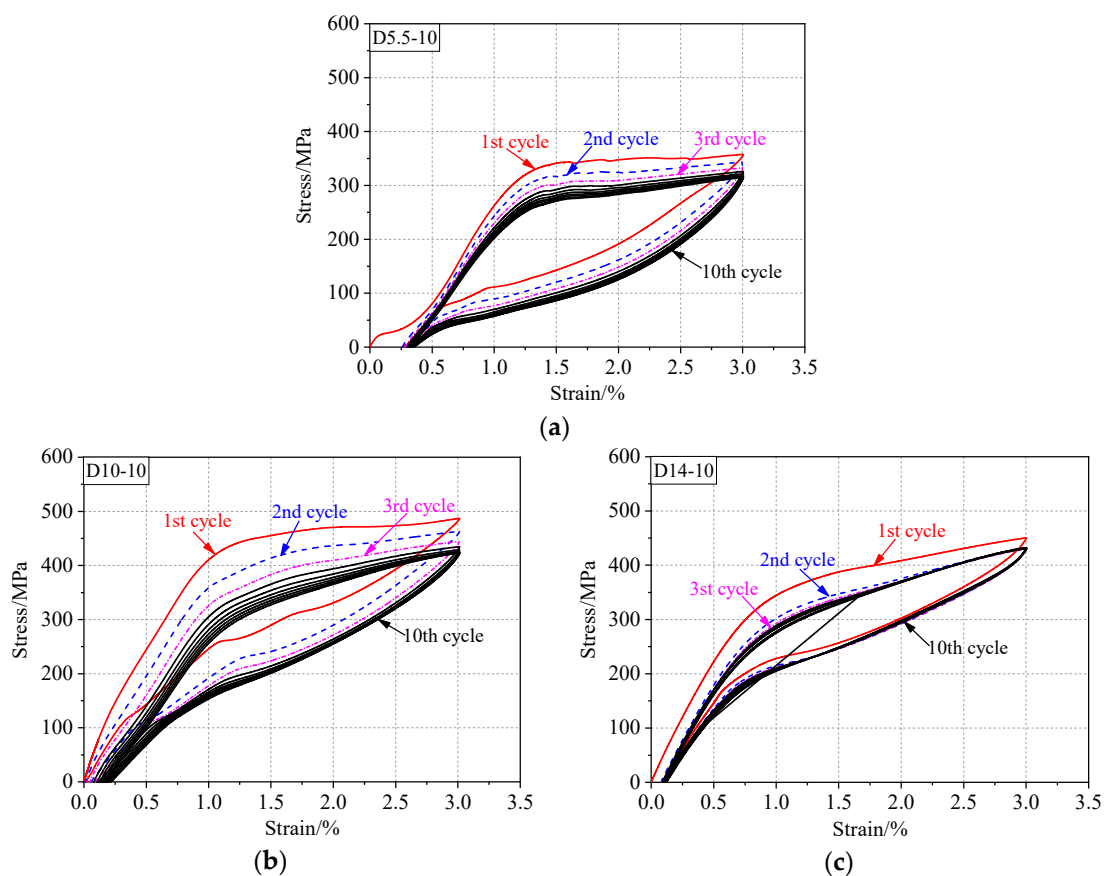 D5.5-10
600
500
400
300
200
100
0
Stress/MPa
1st cycle
2nd cycle
3rd cycle
10th cycle
0.0 0.5 1.0 1.5 2.0 2.5 3.0 3.5
Strain/%
(a)
D10-10
600
500
400
300
200
100
0
Stress/MPa
1st cycle
2nd cycle
3rd cycle
10th cycle
0.0 0.5 1.0 1.5 2.0 2.5 3.0 3.5
Strain/%
(b)
D14-10
600
500
400
300
200
100
0
Stress/MPa
1st cycle
2nd cycle
3st cycle
10th cycle
0.0 0.5 1.0 1.5 2.0 2.5 3.0 3.5
Strain/%
(c)